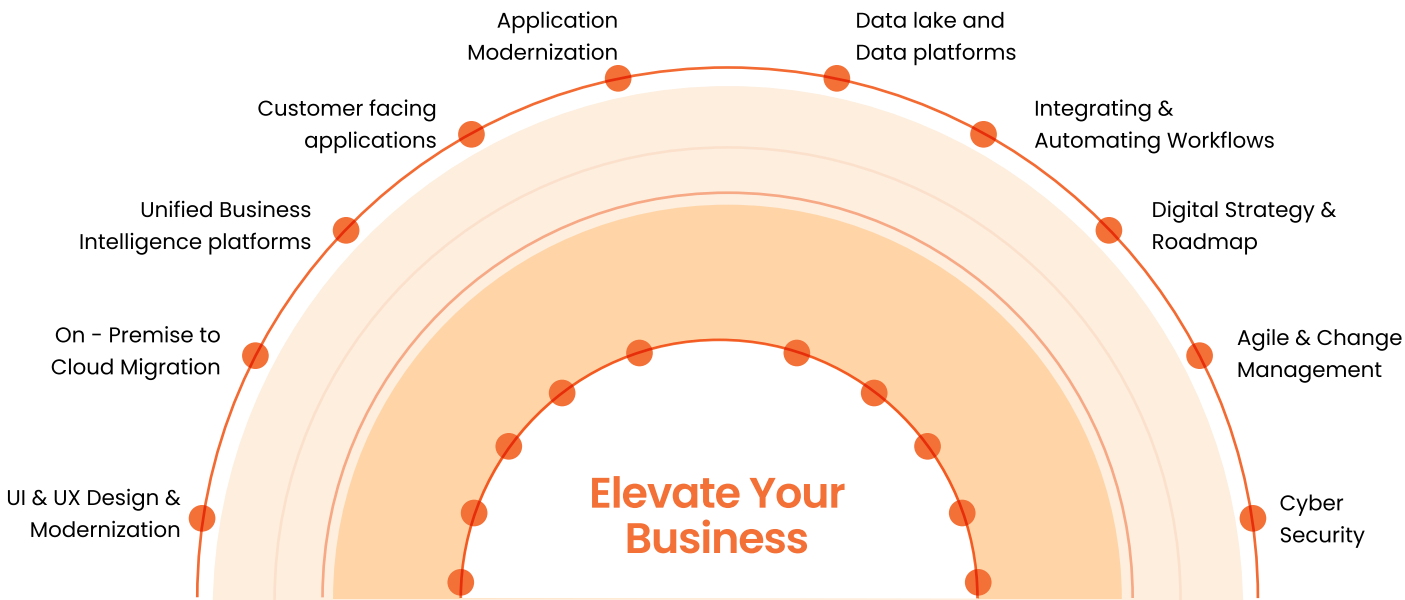 Application
Modernization
Data lake and
Data platforms
Customer facing
applications
Integrating &
Automating Workflows
Unified Business
Intelligence platforms
Digital Strategy &
Roadmap
On - Premise to
Cloud Migration
Agile & Change
Management
UI & UX Design &
Modernization
Elevate Your
Business
Cyber
Security